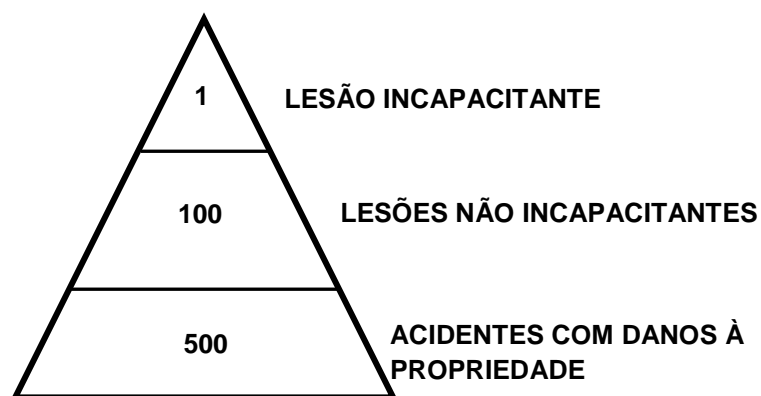 1
LESÃO INCAPACITANTE
100
LESÕES NÃO INCAPACITANTES
500
ACIDENTES COM DANOS À
PROPRIEDADE